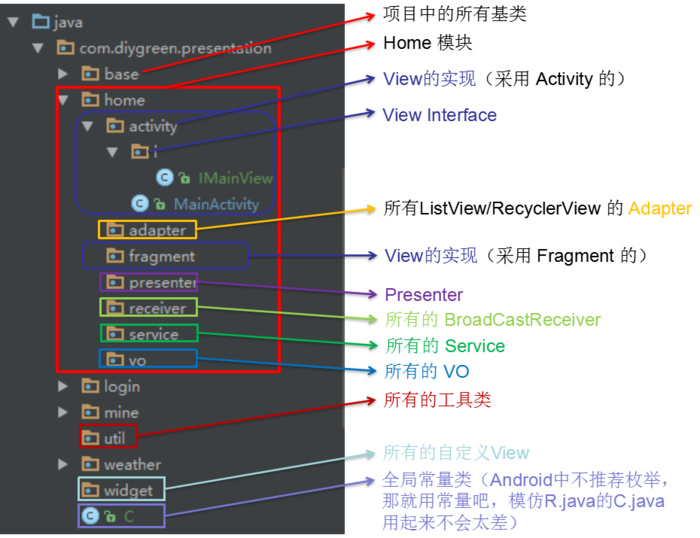 java
项目中的所有基类
com.diygreen.presentation
Home 模块
base
home
View的实现（采用 Activity 的）
activity
View Interface
i
IMainView
MainActivity
所有ListView/RecyclerView 的 Adapter
adapter
View的实现（采用 Fragment 的）
fragment
presenter
Presenter
receiver
所有的 BroadCastReceiver
service
所有的 Service
vo
所有的 VO
login
所有的工具类
mine
util
所有的自定义View
weather
全局常量类（Android中不推荐枚举，
widget
那就用常量吧，模仿R.java的C.java
C
用起来不会太差）